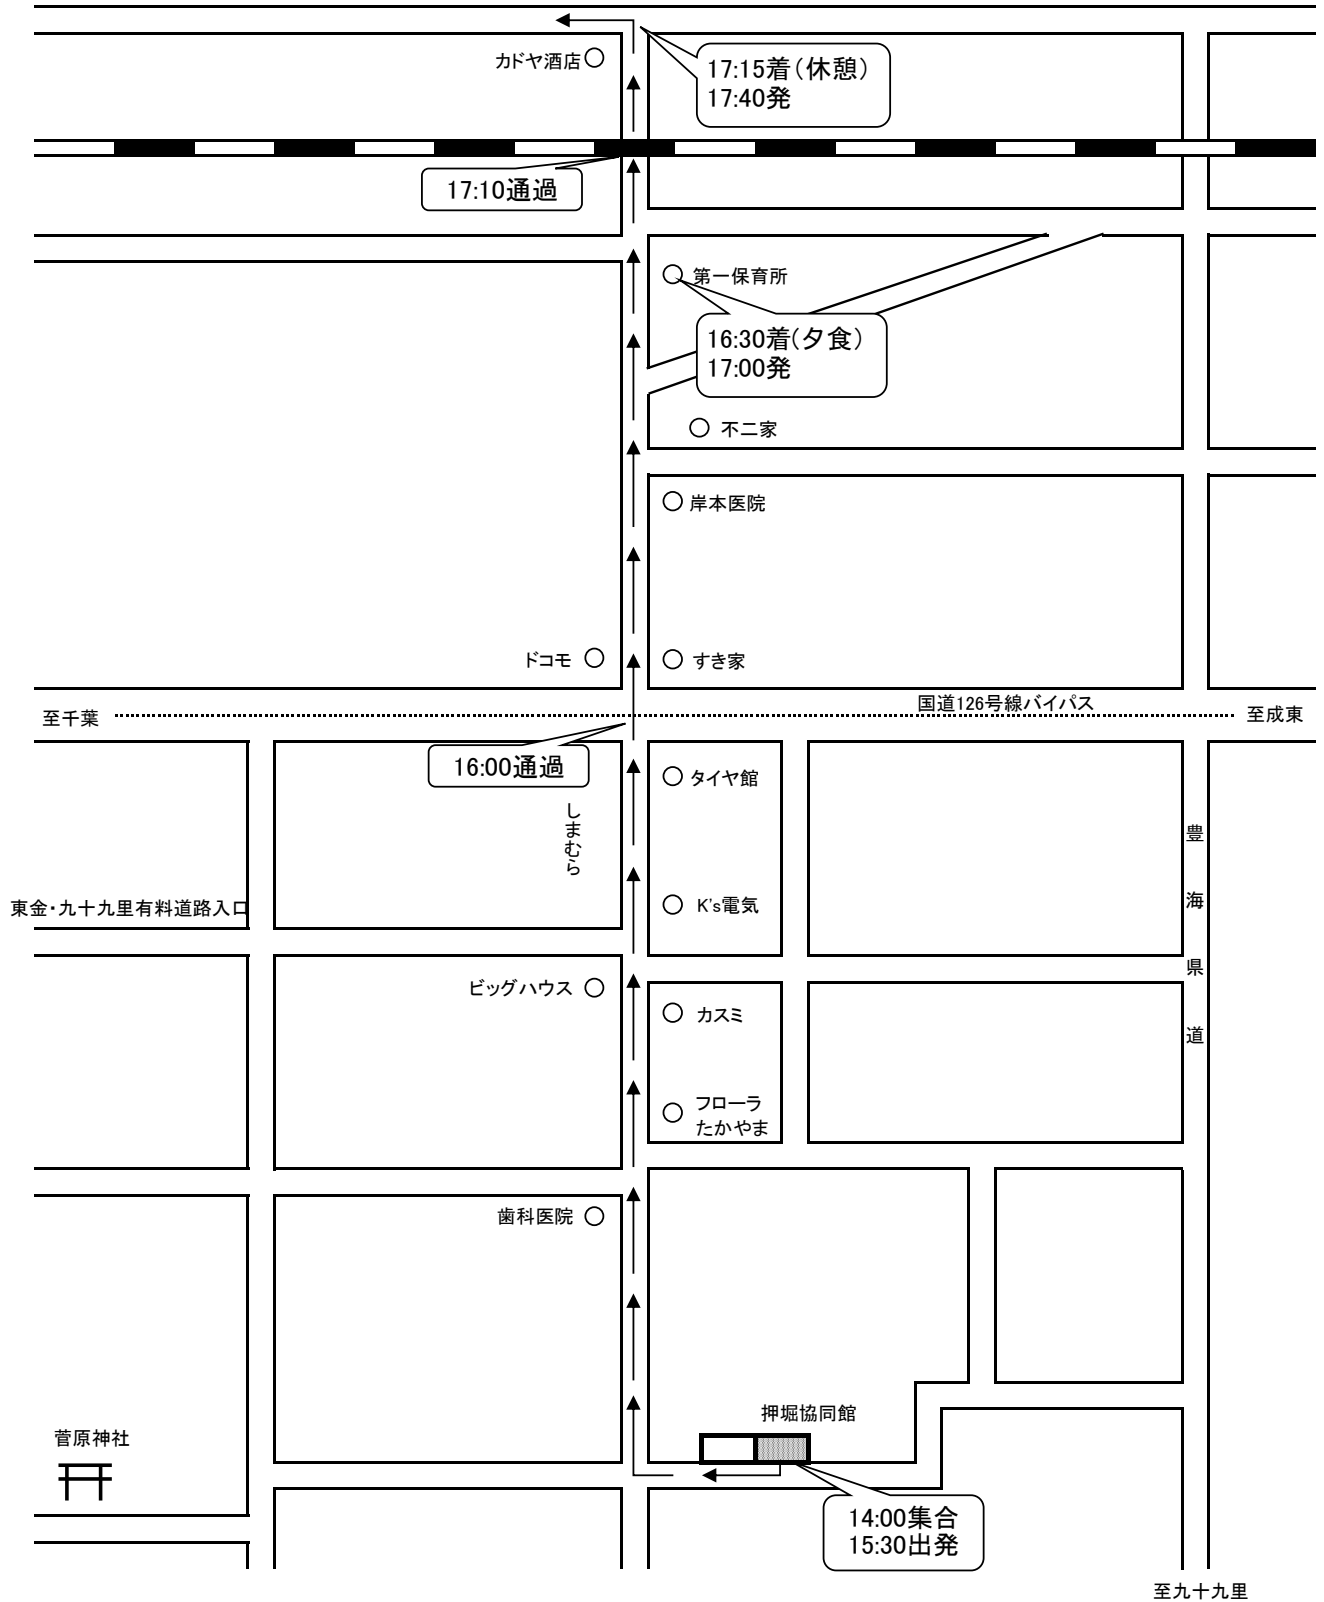 カドヤ酒店
17:15着(休憩)
17:40発
17:10通過
第一保育所
16:30着(夕食)
17:00発
不二家
岸本医院
ドコモ
すき家
国道126号線バイパス
至千葉
至成東
16:00通過
タイヤ館
しまむら
豊海県道
K's電気
東金・九十九里有料道路入口
ビッグハウス
カスミ
フローラ
たかやま
歯科医院
押堀協同館
菅原神社
14:00集合
15:30出発
至九十九里